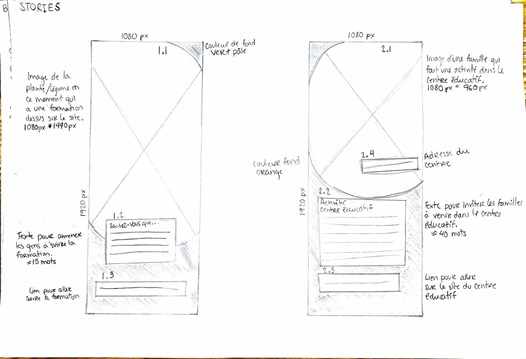 B STORIES
1080 px
1.1
Couleur de fond
VERT pâle
Image de la
plante/légume en
ce moment qui
a une formation
dessus sur le site.
1080px * 1440px
1920 px
1.2
Saviez-vous que...
Texte pour amener
les gens à suivre la
formation.
≈ 15 mots
1.3
Lien pour aller
suivre la formation
1080 px
2.1
Image d'une famille qui
fait une activité dans le
centre éducatif.
1080 px * 960px
2.4
Adresse du
centre
Couleur fond
orange
1920 px
2.2
Activité
centre éducatif
Texte pour inviter les familles
à venir dans le centre
éducatif.
≈ 40 mots
2.3
Lien pour aller
sur le site du centre
éducatif